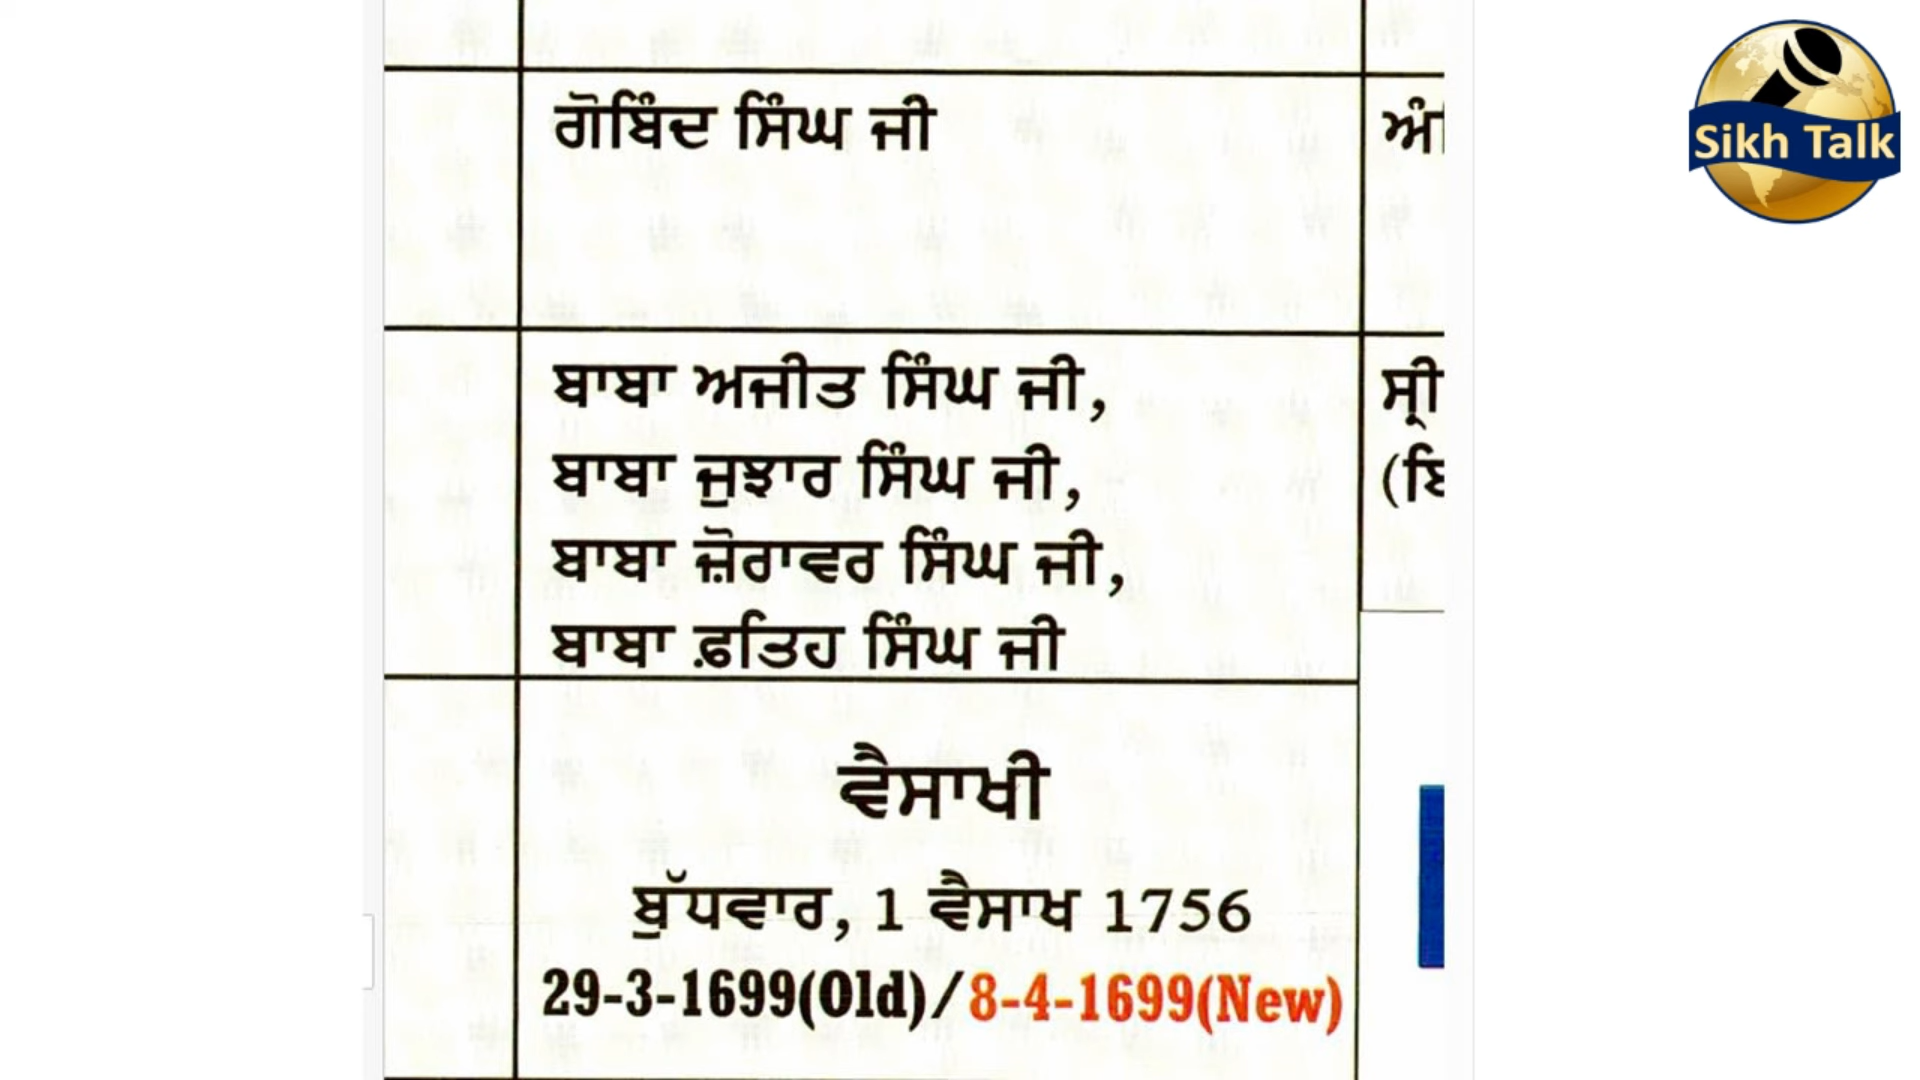 ਗੋਬਿੰਦ ਸਿੰਘ ਜੀ
ਬਾਬਾ ਅਜੀਤ ਸਿੰਘ ਜੀ,
ਬਾਬਾ ਜੁਝਾਰ ਸਿੰਘ ਜੀ,
ਬਾਬਾ ਜ਼ੋਰਾਵਰ ਸਿੰਘ ਜੀ,
ਬਾਬਾ ਫ਼ਤਿਹ ਸਿੰਘ ਜੀ
ਸ੍ਰੀ
ਵੈਸਾਖੀ
ਬੁੱਧਵਾਰ, 1 ਵੈਸਾਖ 1756
29-3-1699(Old)/8-4-1699(New)
Sikh Talk